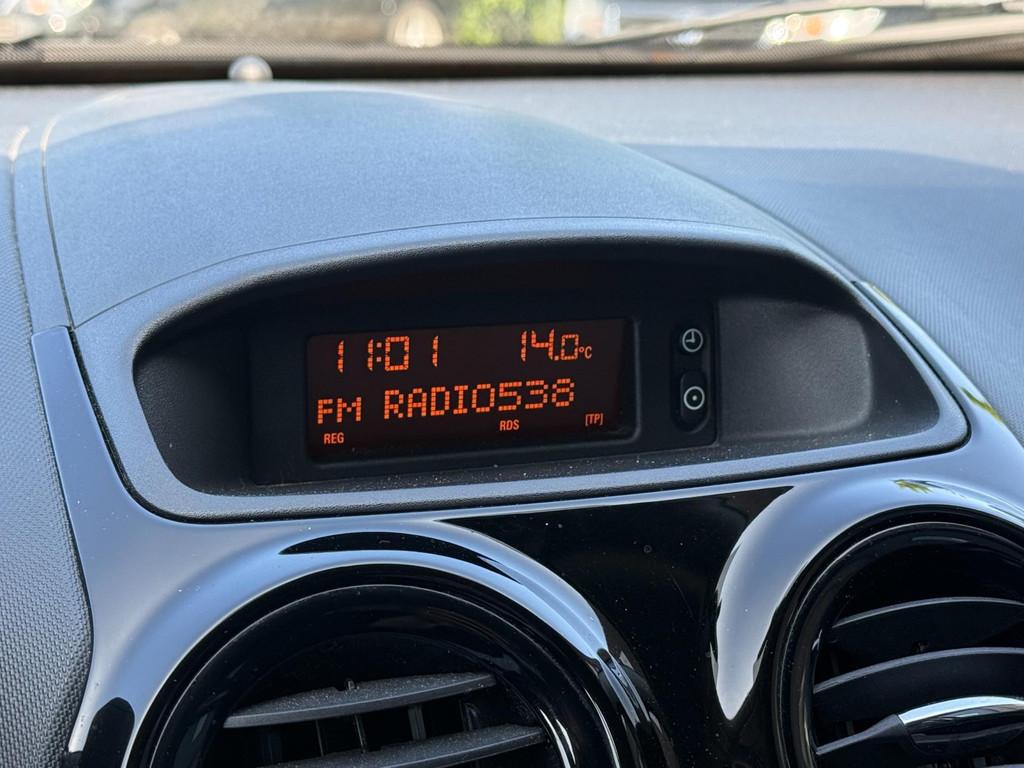 11:01 14.0°C
FM RADIO538
REG RDS [TP]